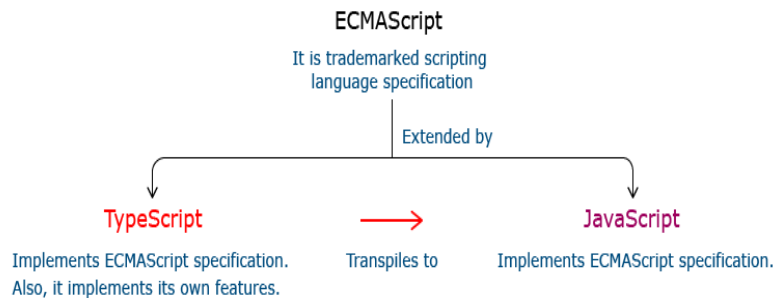 ECMAScript
It is trademarked scripting
language specification
Extended by
TypeScript
JavaScript
Implements ECMAScript specification.
Also, it implements its own features.
Transpiles to
Implements ECMAScript specification.